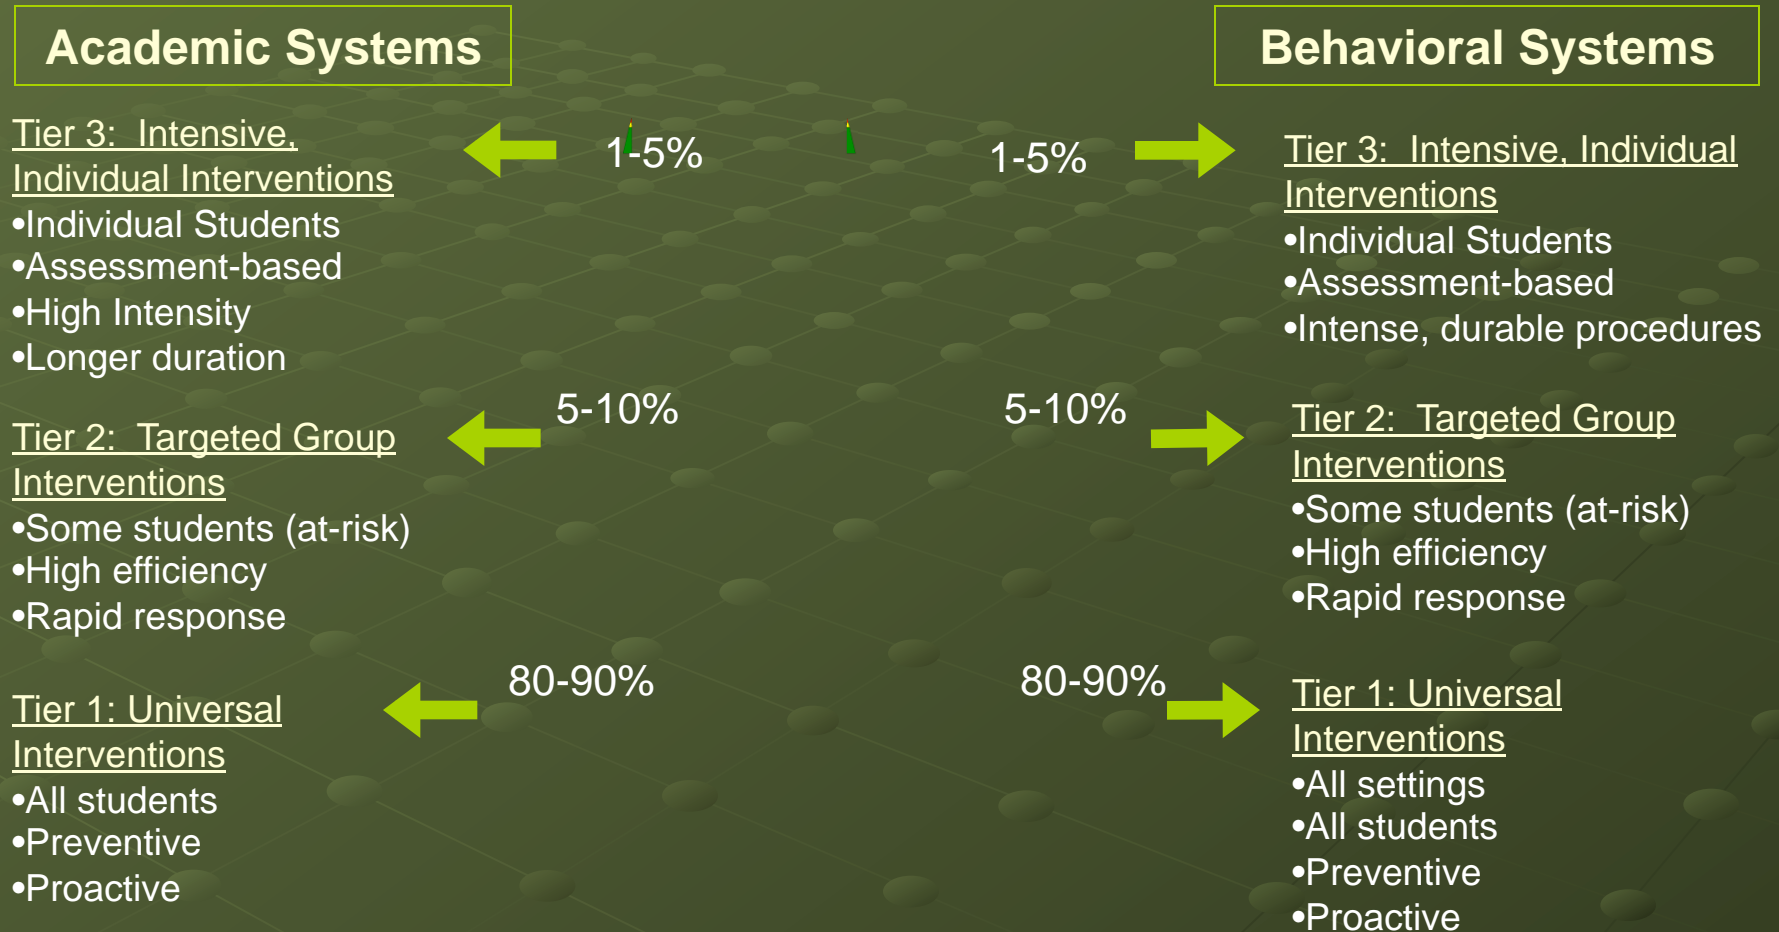 Academic Systems
Tier 3:  Intensive,
Individual Interventions
•Individual Students
•Assessment-based
•High Intensity
•Longer duration
1-5%
Tier 2:  Targeted Group
Interventions
•Some students (at-risk)
•High efficiency
•Rapid response
5-10%
Tier 1: Universal
Interventions
•All students
•Preventive
•Proactive
80-90%
Behavioral Systems
1-5%
Tier 3:  Intensive, Individual
Interventions
•Individual Students
•Assessment-based
•Intense, durable procedures
5-10%
Tier 2:  Targeted Group
Interventions
•Some students (at-risk)
•High efficiency
•Rapid response
80-90%
Tier 1: Universal
Interventions
•All settings
•All students
•Preventive
•Proactive